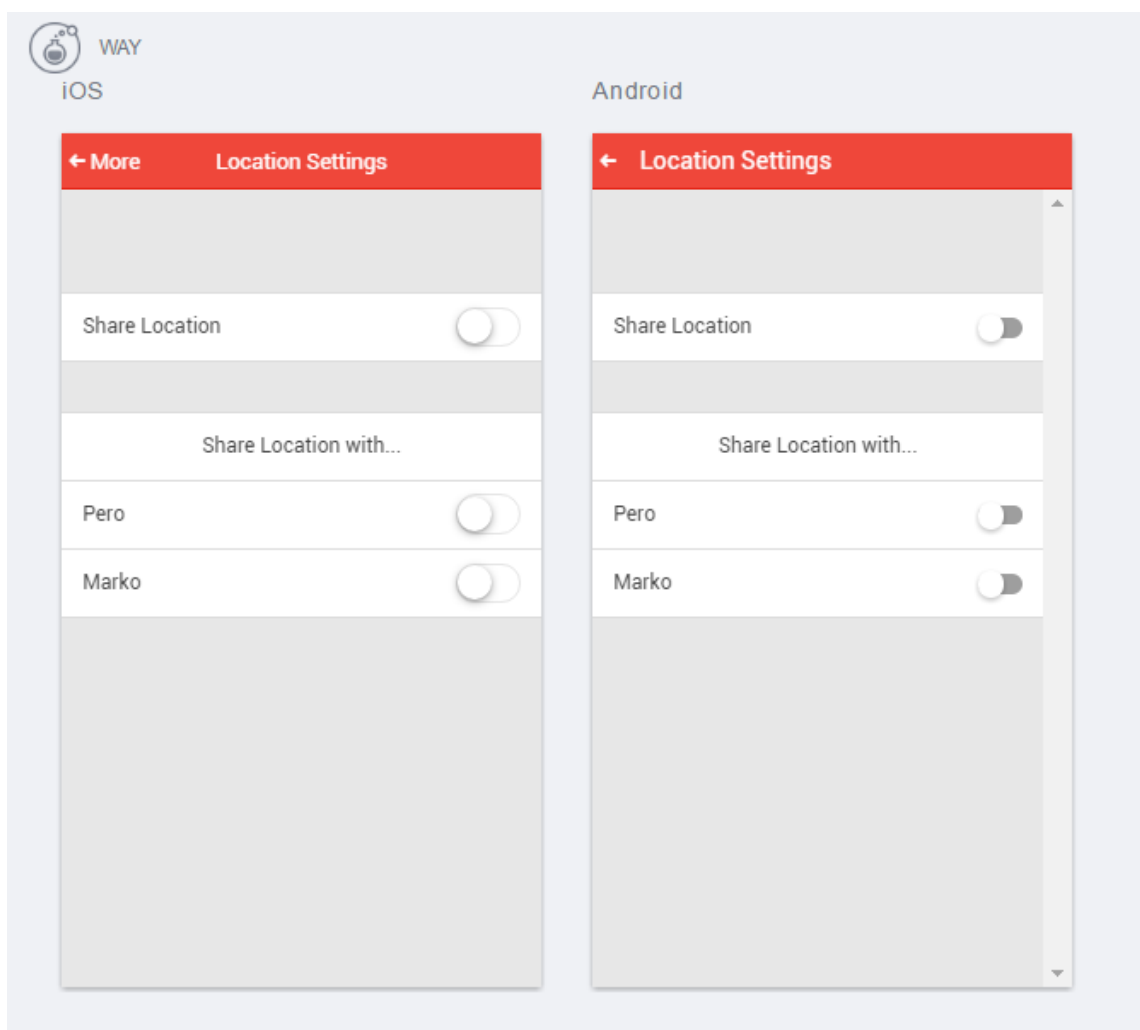 WAY
iOS
← More Location Settings
Share Location
Share Location with...
Pero
Marko
Android
← Location Settings
Share Location
Share Location with...
Pero
Marko